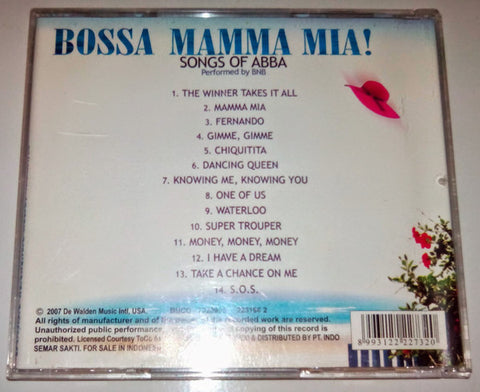 BOSSA MAMMA MIA!
SONGS OF ABBA
Performed by BNB
1. THE WINNER TAKES IT ALL
2. MAMMA MIA
3. FERNANDO
4. GIMME, GIMME
5. CHIQUITITA
6. DANCING QUEEN
7. KNOWING ME, KNOWING YOU
8. ONE OF US
9. WATERLOO
10. SUPER TROUPER
11. MONEY, MONEY, MONEY
12. I HAVE A DREAM
13. TAKE A CHANCE ON ME
14. S.O.S.
© 2007 De Walden Music Intl, USA.
All rights of manufacturer and of the recorded work are reserved.
Unauthorized public performance copying of this record is
prohibited. Licensed Courtesy & DISTRIBUTED BY PT. INDO
SEMAR SAKTI. FOR SALE IN INDONES
8 993122 227320